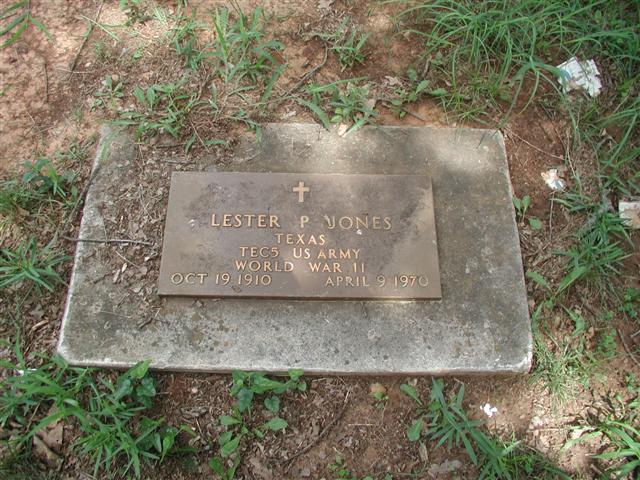 LESTER P JONES
TEXAS
TEC5 US ARMY
WORLD WAR II
OCT 19 1910 APRIL 9 1970